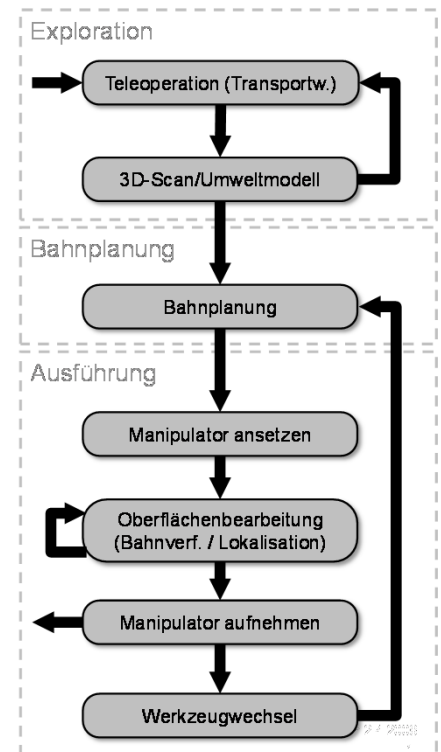 Exploration
Teleoperation (Transportw.)
3D-Scan/Umweltmodell
Bahnplanung
Bahnplanung
Ausführung
Manipulator ansetzen
Oberflächenbearbeitung
(Bahnverf. / Lokalisation)
Manipulator aufnehmen
Werkzeugwechsel